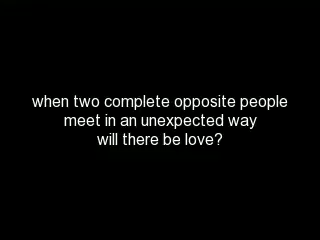 when two complete opposite people
meet in an unexpected way
will there be love?